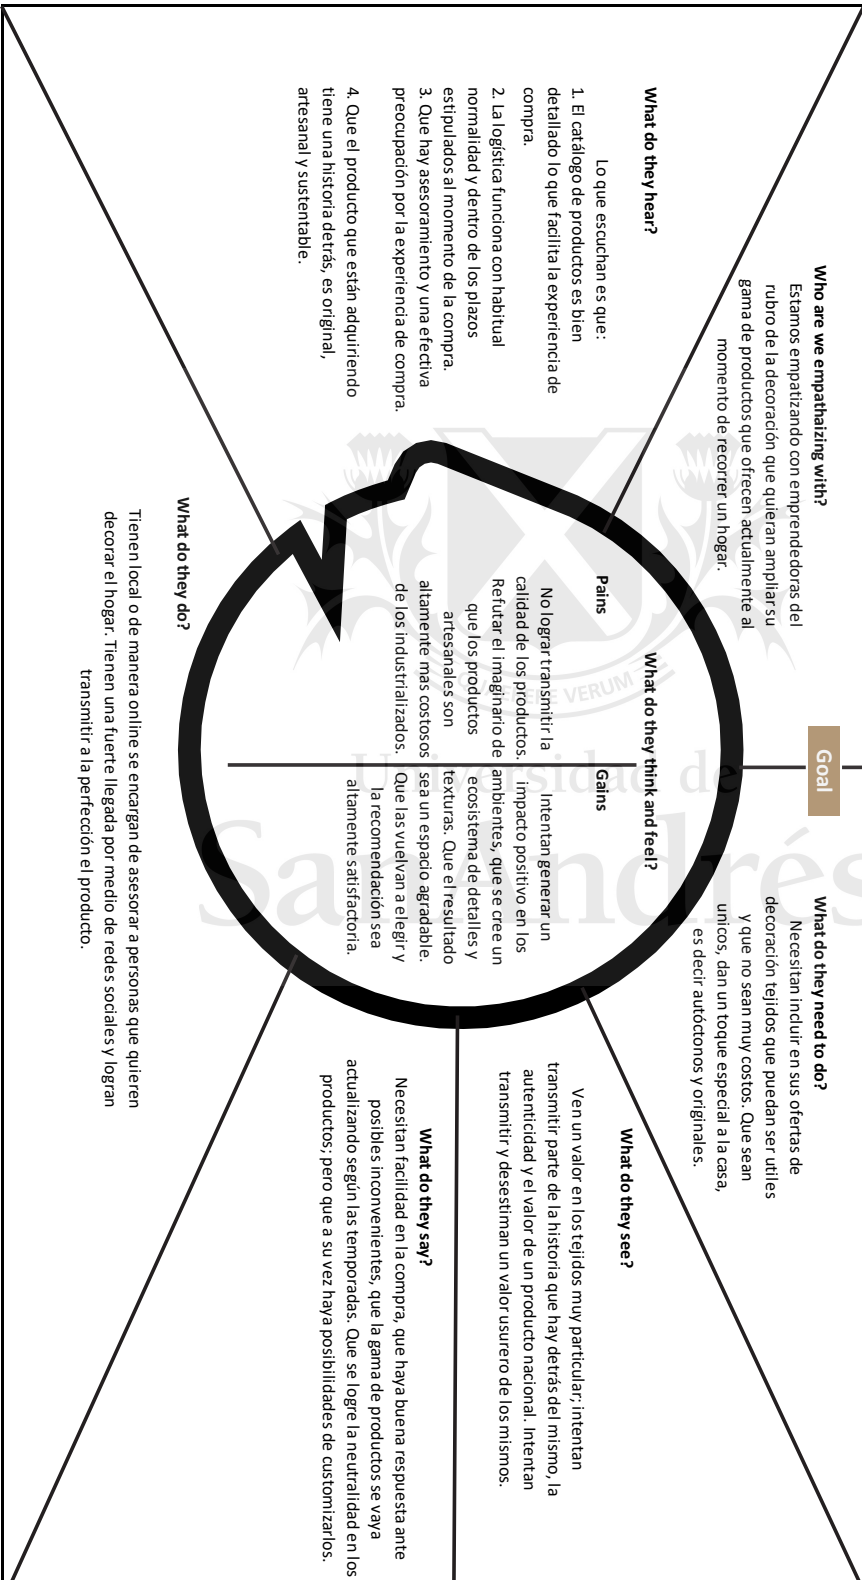 Goal
Who are we empathaizing with?
Estamos empatizando con emprendedoras del
rubro de la decoración que quieran ampliar su
gama de productos que ofrecen actualmente al
momento de recorrer un hogar.
What do they need to do?
Necesitan incluir en sus ofertas de
decoración tejidos que puedan ser utiles
y que no sean muy costos. Que sean
unicos, dan un toque especial a la casa,
es decir autóctonos y originales.
What do they hear?
Lo que escuchan es que:
1. El catálogo de productos es bien
detallado lo que facilita la experiencia de
compra.
2. La logística funciona con habitual
normalidad y dentro de los plazos
estipulados al momento de la compra.
3. Que hay asesoramiento y una efectiva
preocupación por la experiencia de compra.
4. Que el producto que están adquiriendo
tiene una historia detrás, es original,
artesanal y sustentable.
What do they think and feel?
Pains
No lograr transmitir la
calidad de los productos.
Refutar el imaginario de
que los productos
artesanales son
altamente mas costosos
de los industrializados.
Gains
Intentan generar un
impacto positivo en los
ambientes, que se cree un
ecosistema de detalles y
texturas. Que el resultado
sea un espacio agradable.
Que las vuelvan a elegir y
la recomendación sea
altamente satisfactoria.
What do they see?
Ven un valor en los tejidos muy particular; intentan
transmitir parte de la historia que hay detrás del mismo, la
autenticidad y el valor de un producto nacional. Intentan
transmitir y desestiman un valor usurero de los mismos.
What do they say?
Necesitan facilidad en la compra, que haya buena respuesta ante
posibles inconvenientes, que la gama de productos se vaya
actualizando según las temporadas. Que se logre la neutralidad en los
productos; pero que a su vez haya posibilidades de customizarlos.
What do they do?
Tienen local o de manera online se encargan de asesorar a personas que quieren
decorar el hogar. Tienen una fuerte llegada por medio de redes sociales y logran
transmitir a la perfección el producto.
QUAERERE VERUM
Universidad de
SanAndrés